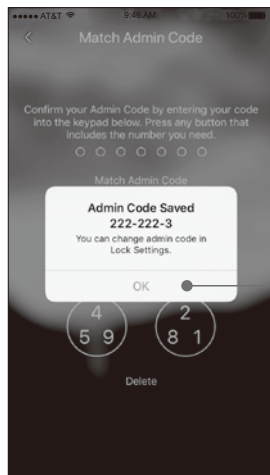 AT&T 9:46 AM 100%
Match Admin Code
Confirm your Admin Code by entering your code
into the keypad below. Press any button that
includes the number you need.
Match Admin Code
Admin Code Saved
222-222-3
You can change admin code in
Lock Settings.
OK
4 2
5 9 8 1
Delete